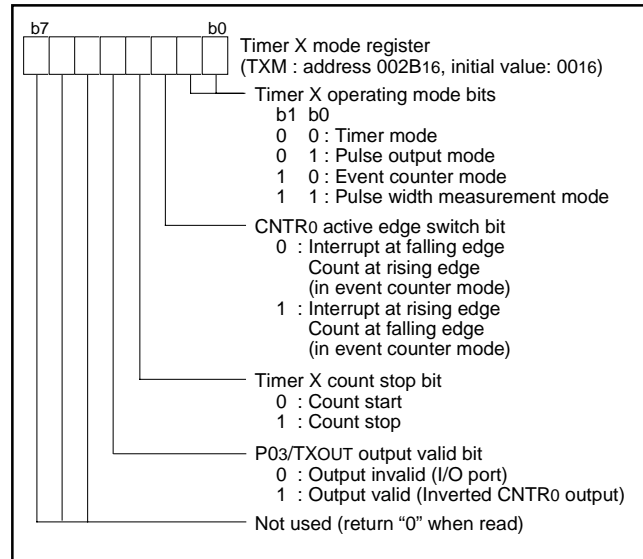 b7 b0
Timer X mode register
(TXM : address 002B16, initial value: 0016)
Timer X operating mode bits
b1 b0
0 0 : Timer mode
0 1 : Pulse output mode
1 0 : Event counter mode
1 1 : Pulse width measurement mode
CNTR0 active edge switch bit
0 : Interrupt at falling edge
Count at rising edge
(in event counter mode)
1 : Interrupt at rising edge
Count at falling edge
(in event counter mode)
Timer X count stop bit
0 : Count start
1 : Count stop
P03/TXOUT output valid bit
0 : Output invalid (I/O port)
1 : Output valid (Inverted CNTR0 output)
Not used (return “0” when read)